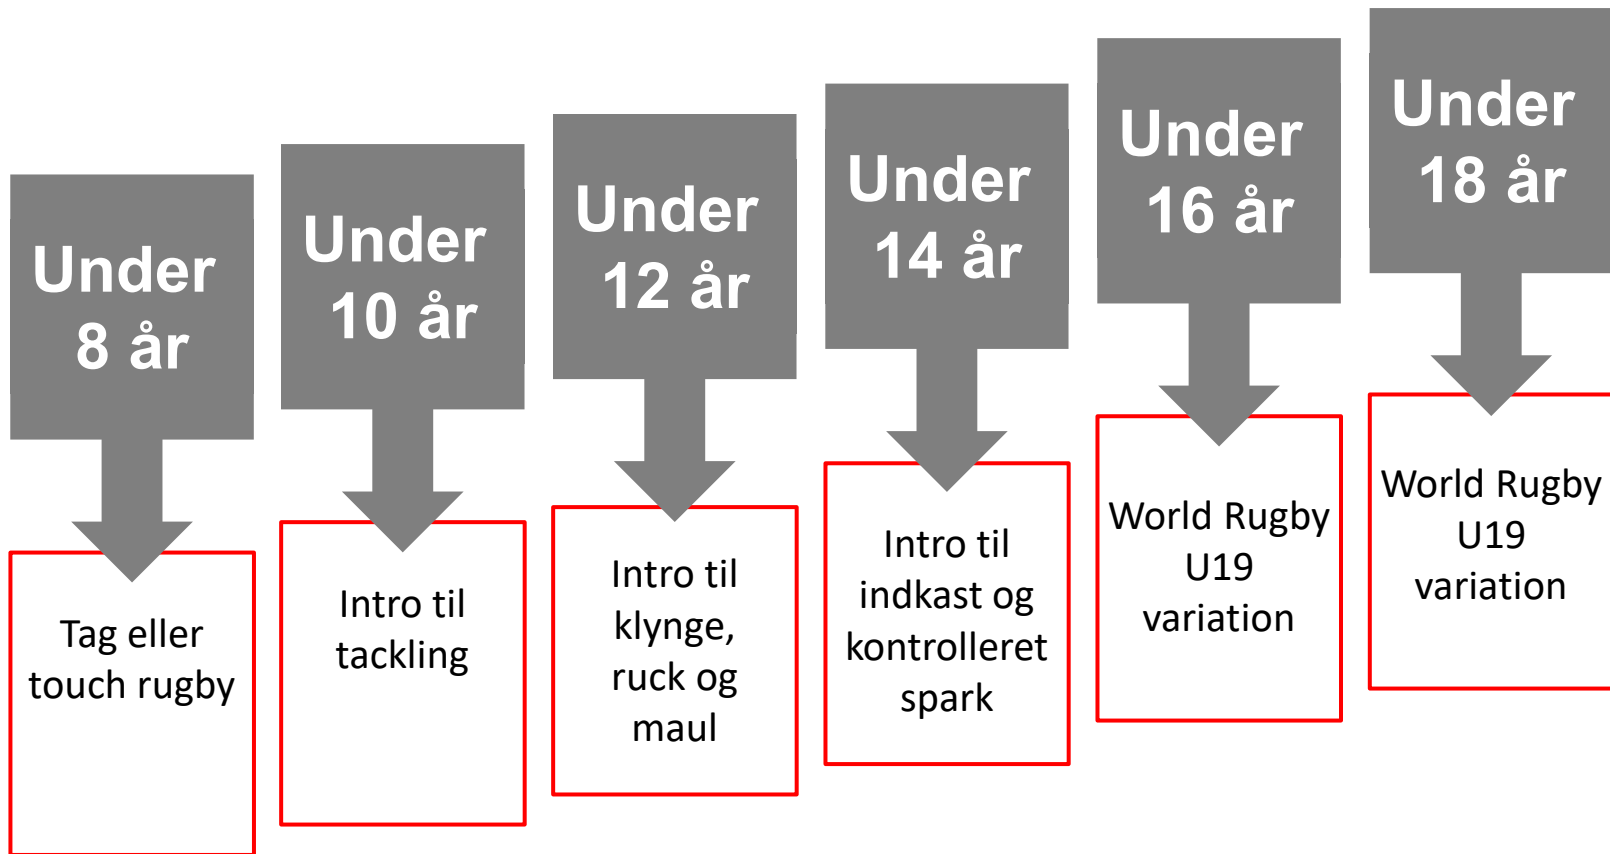 Under
8 år
Tag eller
touch rugby
Under
10 år
Intro til
tackling
Under
12 år
Intro til
klynge,
ruck og
maul
Under
14 år
Intro til
indkast og
kontrolleret
spark
Under
16 år
World Rugby
U19
variation
Under
18 år
World Rugby
U19
variation